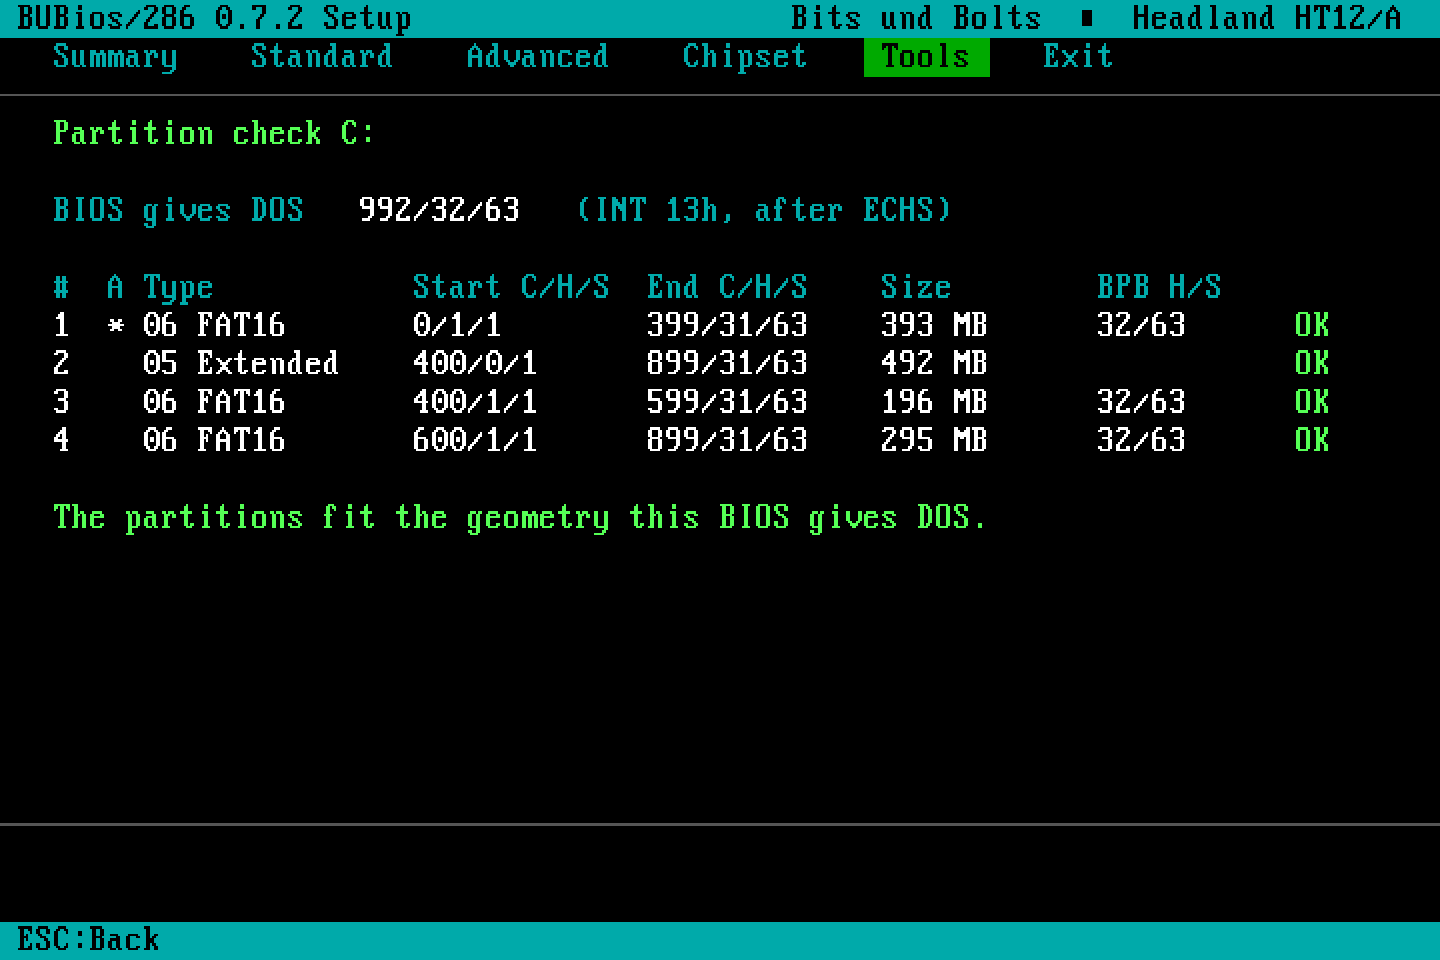 BUBios/286 0.7.2 Setup Bits und Bolts ■ Headland HT12/A
Summary Standard Advanced Chipset Tools Exit
Partition check C:
BIOS gives DOS 992/32/63 (INT 13h, after ECHS)
# A Type Start C/H/S End C/H/S Size BPB H/S
1 * 06 FAT16 0/1/1 399/31/63 393 MB 32/63 OK
2 05 Extended 400/0/1 899/31/63 492 MB OK
3 06 FAT16 400/1/1 599/31/63 196 MB 32/63 OK
4 06 FAT16 600/1/1 899/31/63 295 MB 32/63 OK
The partitions fit the geometry this BIOS gives DOS.
ESC:Back